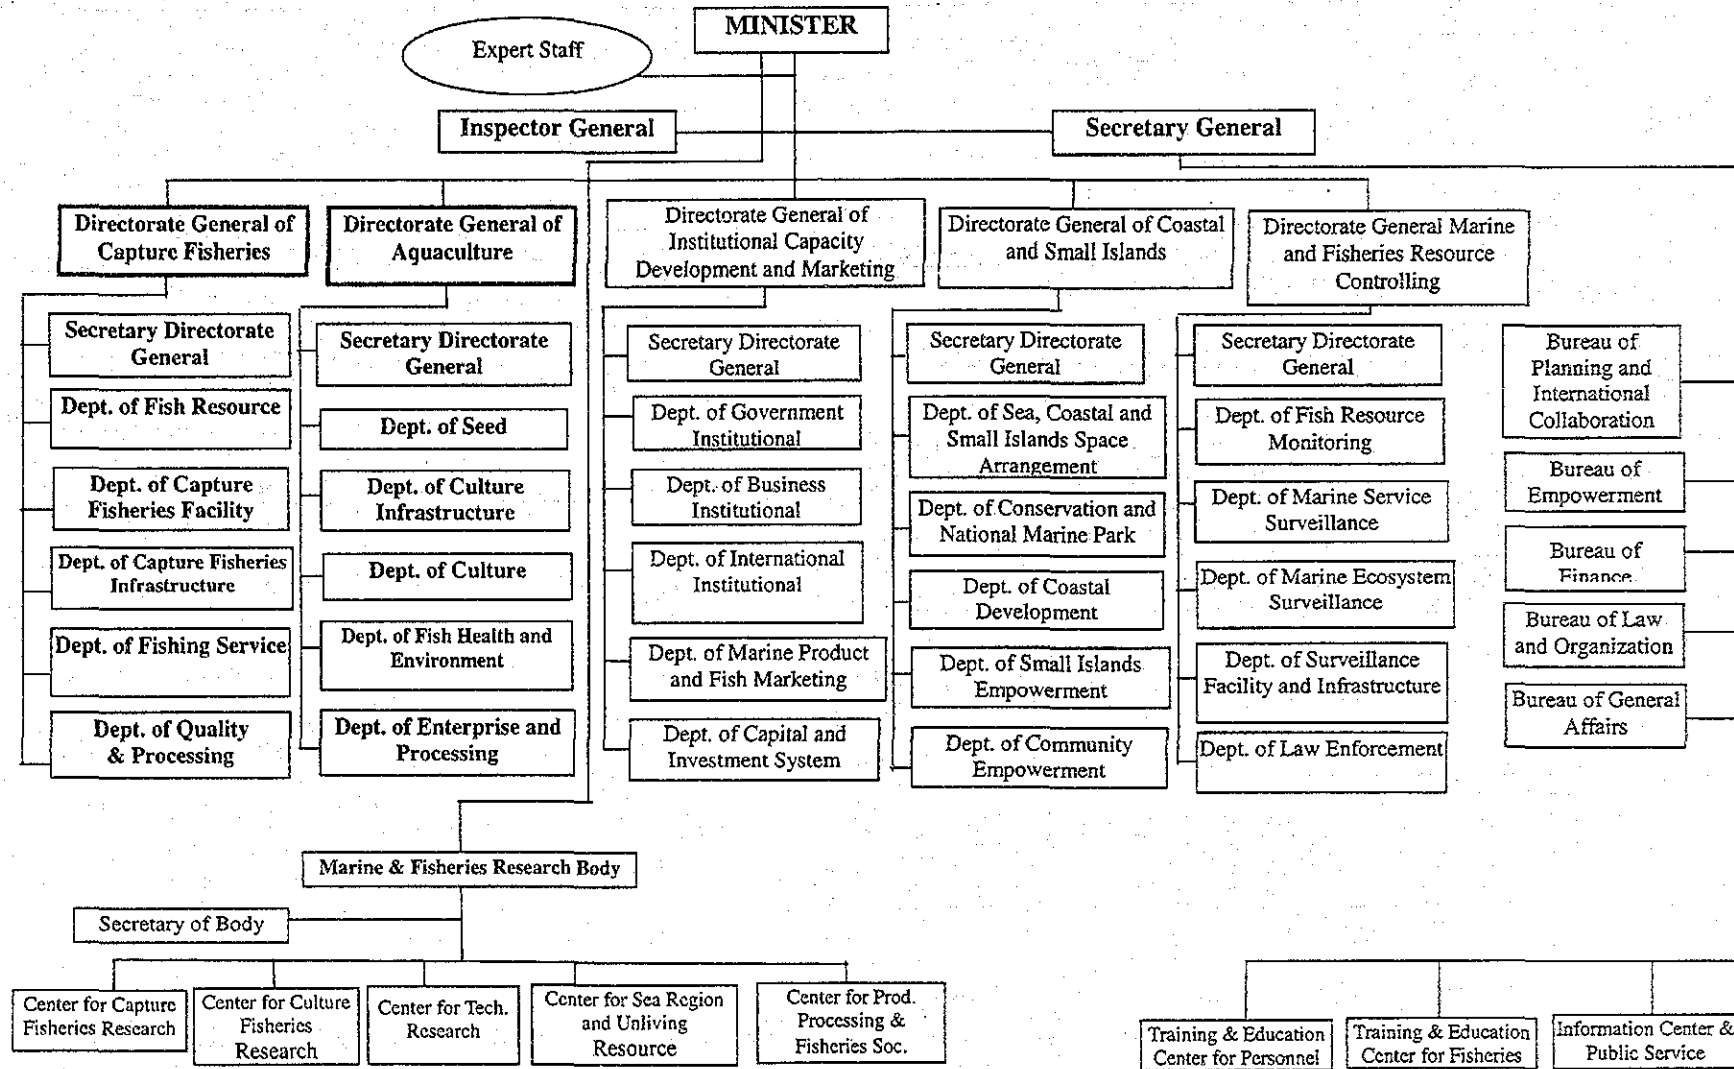 MINISTER
Expert Staff
Inspector General
Secretary General
Directorate General of
Capture Fisheries
Directorate General of
Aquaculture
Directorate General of
Institutional Capacity
Development and Marketing
Directorate General of Coastal
and Small Islands
Directorate General Marine
and Fisheries Resource
Controlling
Secretary Directorate
General
Dept. of Fish Resource
Dept. of Capture
Fisheries Facility
Dept. of Capture Fisheries
Infrastructure
Dept. of Fishing Service
Dept. of Quality
& Processing
Secretary Directorate
General
Dept. of Seed
Dept. of Culture
Infrastructure
Dept. of Culture
Dept. of Fish Health and
Environment
Dept. of Enterprise and
Processing
Secretary Directorate
General
Dept. of Government
Institutional
Dept. of Business
Institutional
Dept. of International
Institutional
Dept. of Marine Product
and Fish Marketing
Dept. of Capital and
Investment System
Secretary Directorate
General
Dept. of Sea, Coastal and
Small Islands Space
Arrangement
Dept. of Conservation and
National Marine Park
Dept. of Coastal
Development
Dept. of Small Islands
Empowerment
Dept. of Community
Empowerment
Secretary Directorate
General
Dept. of Fish Resource
Monitoring
Dept. of Marine Service
Surveillance
Dept. of Marine Ecosystem
Surveillance
Dept. of Surveillance
Facility and Infrastructure
Dept. of Law Enforcement
Bureau of
Planning and
International
Collaboration
Bureau of
Empowerment
Bureau of
Finance
Bureau of Law
and Organization
Bureau of General
Affairs
Marine & Fisheries Research Body
Secretary of Body
Center for Capture
Fisheries Research
Center for Culture
Fisheries
Research
Center for Tech.
Research
Center for Sea Region
and Unliving
Resource
Center for Prod.
Processing &
Fisheries Soc.
Training & Education
Center for Personnel
Training & Education
Center for Fisheries
Information Center &
Public Service